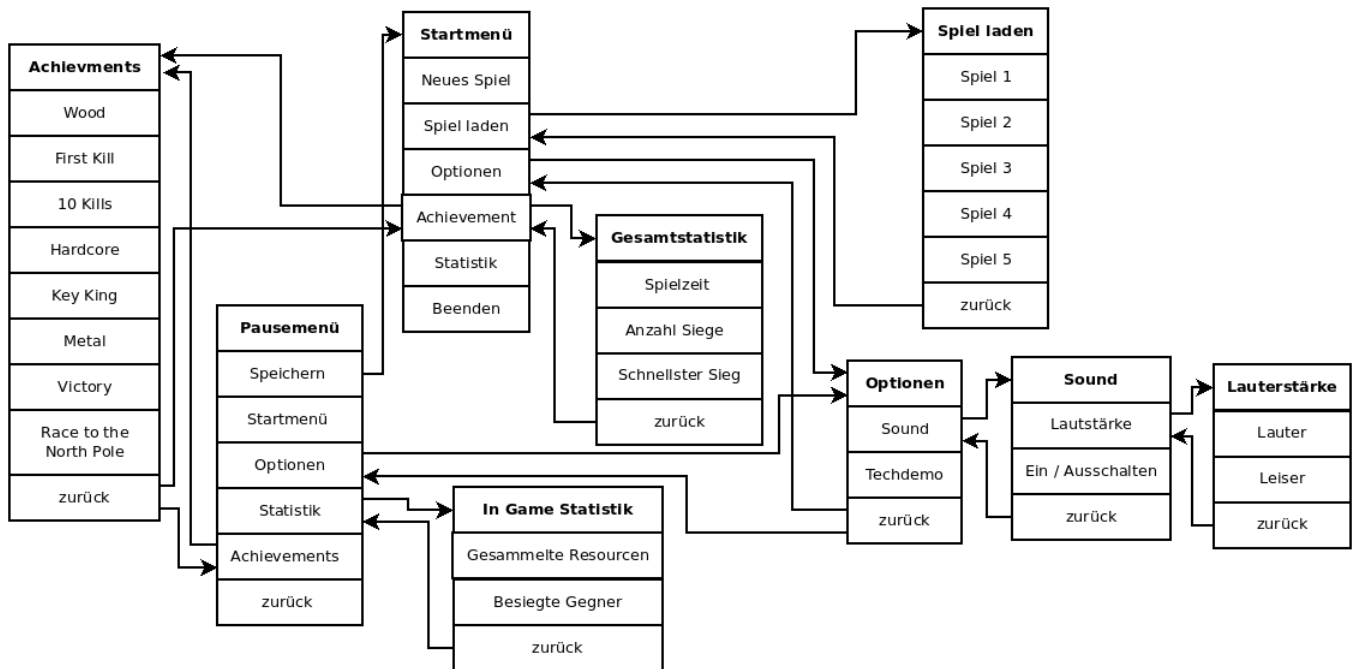 Achievments
Wood
First Kill
10 Kills
Hardcore
Key King
Metal
Victory
Race to the
North Pole
zurück
Startmenü
Neues Spiel
Spiel laden
Optionen
Achievement
Statistik
Beenden
Spiel laden
Spiel 1
Spiel 2
Spiel 3
Spiel 4
Spiel 5
zurück
Gesamtstatistik
Spielzeit
Anzahl Siege
Schnellster Sieg
zurück
Pausemenü
Speichern
Startmenü
Optionen
Statistik
Achievements
zurück
In Game Statistik
Gesammelte Resourcen
Besiegte Gegner
zurück
Optionen
Sound
Techdemo
zurück
Sound
Lautstärke
Ein / Ausschalten
zurück
Lauterstärke
Lauter
Leiser
zurück